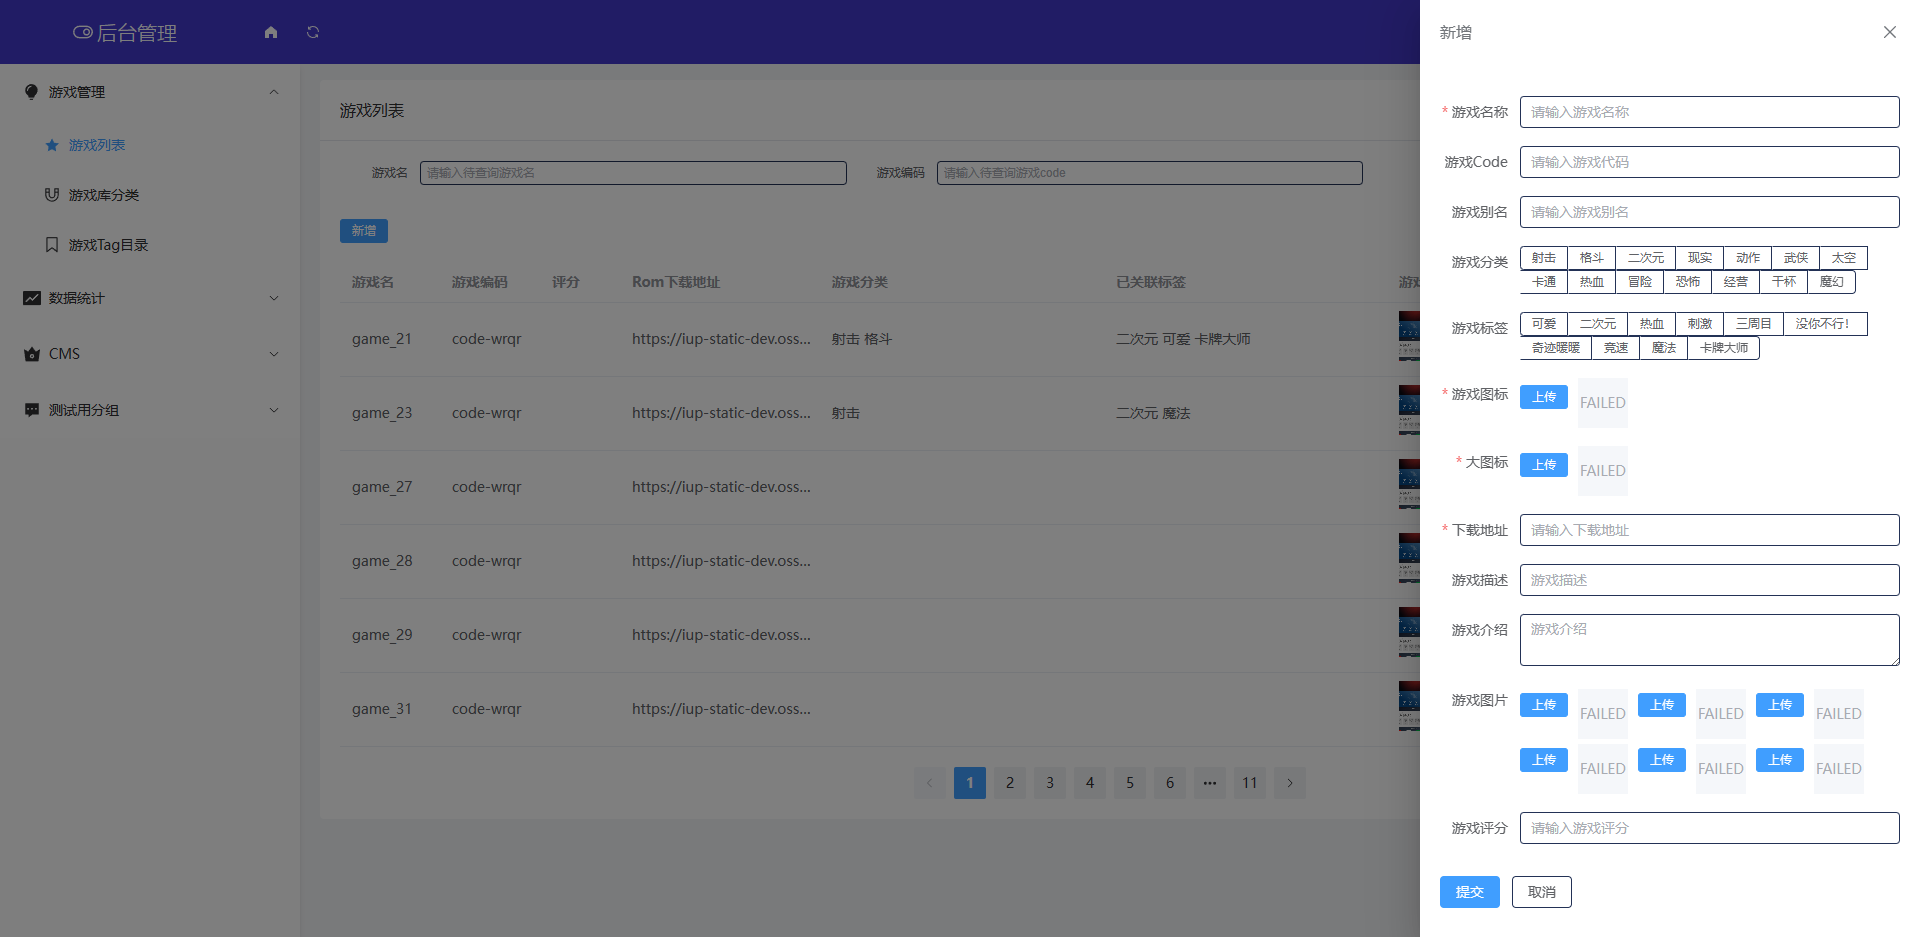 后台管理
游戏管理
游戏列表
游戏库分类
游戏Tag目录
数据统计
CMS
测试用分组
游戏列表
游戏名 请输入待查询游戏名 游戏编码 请输入待查询游戏code
新增
游戏名 游戏编码 评分 Rom下载地址 游戏分类 已关联标签
game_21 code-wrqr https://iup-static-dev.oss... 射击 格斗 二次元 可爱 卡牌大师
game_23 code-wrqr https://iup-static-dev.oss... 射击 二次元 魔法
game_27 code-wrqr https://iup-static-dev.oss...
game_28 code-wrqr https://iup-static-dev.oss...
game_29 code-wrqr https://iup-static-dev.oss...
game_31 code-wrqr https://iup-static-dev.oss...
1 2 3 4 5 6 ••• 11
新增
* 游戏名称 请输入游戏名称
游戏Code 请输入游戏代码
游戏别名 请输入游戏别名
游戏分类 射击 格斗 二次元 现实 动作 武侠 太空
卡通 热血 冒险 恐怖 经营 干杯 魔幻
游戏标签 可爱 二次元 热血 刺激 三周目 没你不行!
奇迹暖暖 竞速 魔法 卡牌大师
* 游戏图标 上传 FAILED
* 大图标 上传 FAILED
* 下载地址 请输入下载地址
游戏描述 游戏描述
游戏介绍 游戏介绍
游戏图片 上传 FAILED 上传 FAILED 上传 FAILED
上传 FAILED 上传 FAILED 上传 FAILED
游戏评分 请输入游戏评分
提交 取消